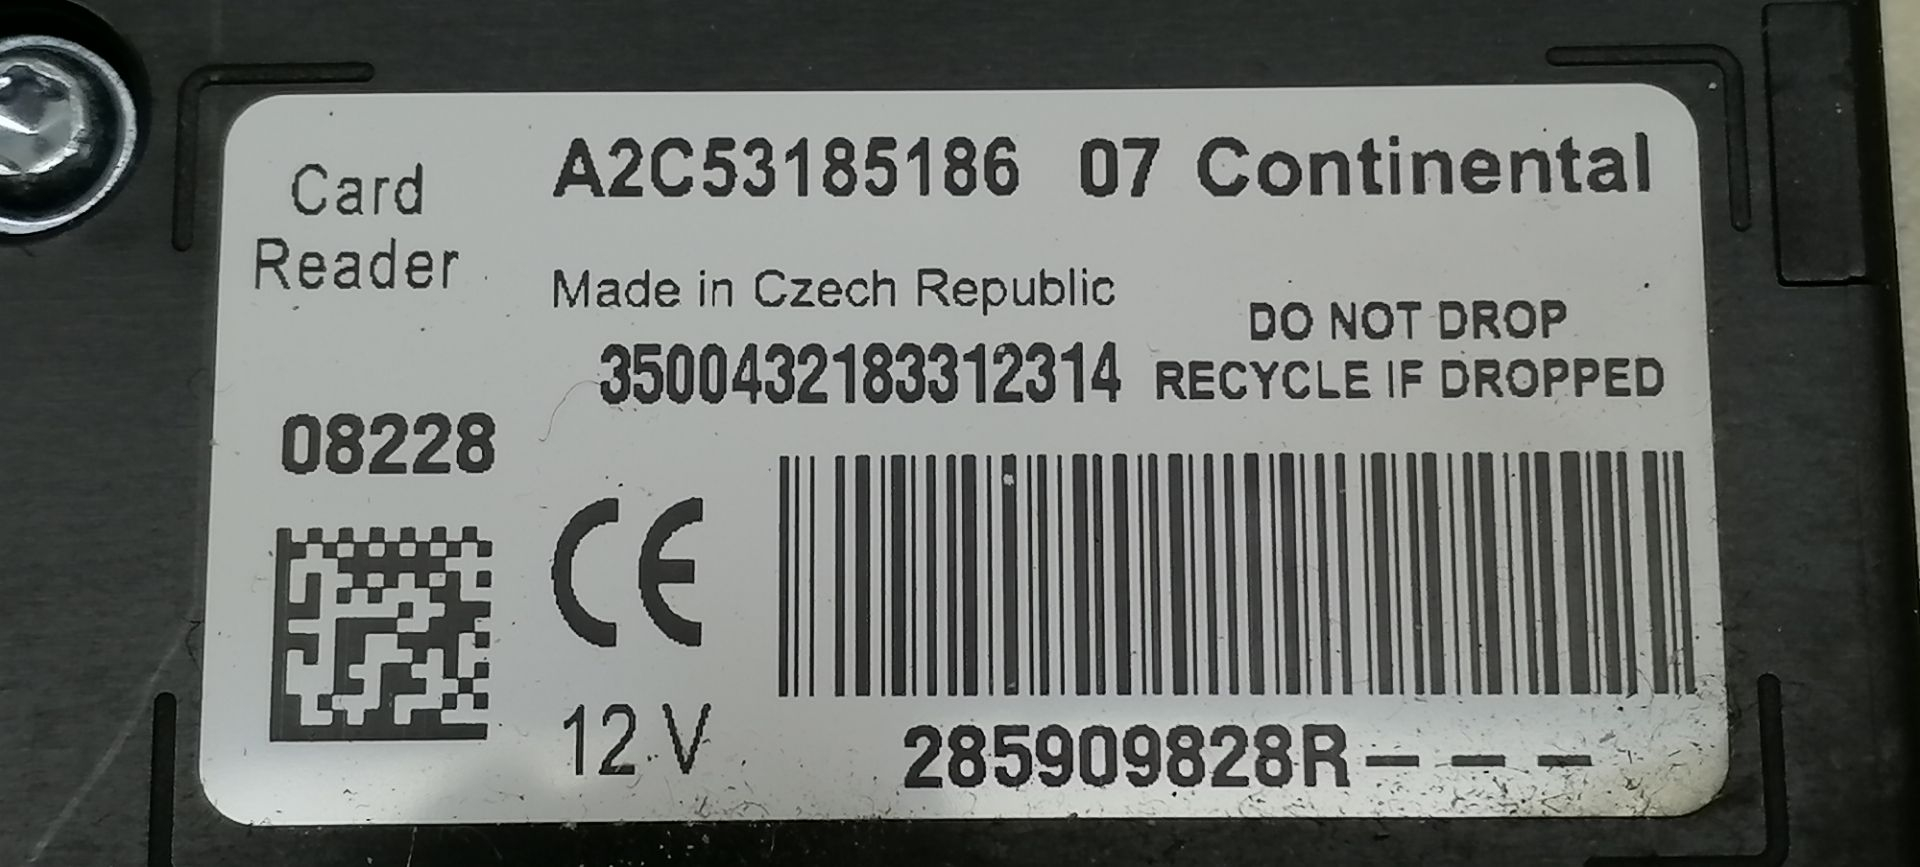 Card
Reader
A2C53185186 07 Continental
Made in Czech Republic
DO NOT DROP
3500432183312314 RECYCLE IF DROPPED
08228
CE
12 V
285909828R – – –